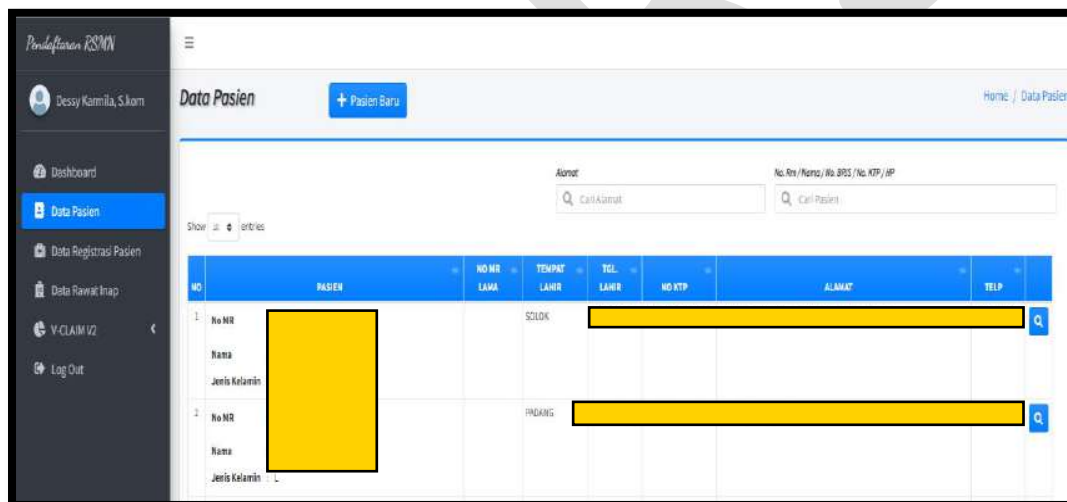 Pendaftaran RSMN
Dessy Karmila, S.kom
Data Pasien
+ Pasien Baru
Home / Data Pasien
Dashboard
Data Pasien
Data Registrasi Pasien
Data Rawat Inap
V-CLAIM V2
Log Out
Alamat
No. Rm / Nama / No. BPJS / No. KTP / HP
Cari Alamat
Cari Pasien
Show entries
NO PASIEN NO MR LAMA TEMPAT LAHIR TGL. LAHIR NO KTP ALAMAT TELP
1 No MR SOLOK
Nama
Jenis Kelamin
2 No MR PADANG
Nama
Jenis Kelamin : L